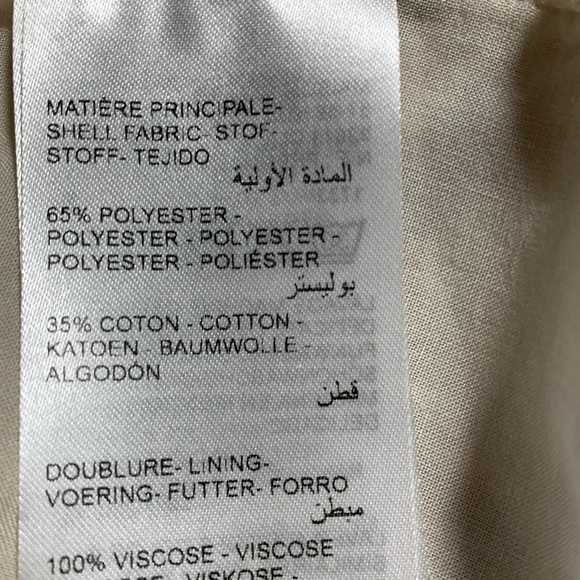 MATIÈRE PRINCIPALE-
SHELL FABRIC- STOF-
STOFF- TEJIDO
المادة الأولية
65% POLYESTER -
POLYESTER - POLYESTER -
POLYESTER - POLIÉSTER
بوليستر
35% COTON - COTTON -
KATOEN - BAUMWOLLE -
ALGODÓN
قطن
DOUBLURE- LINING-
VOERING- FUTTER- FORRO
مبطن
100% VISCOSE - VISCOSE
- VISKOSE -